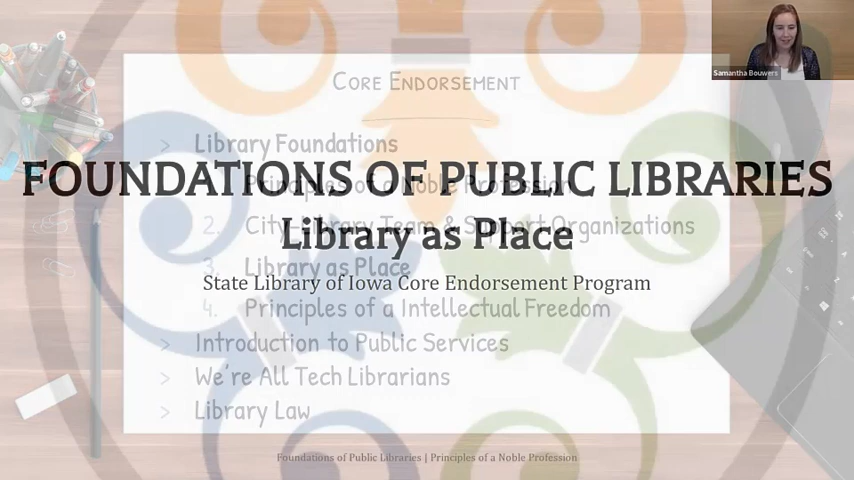 Samantha Bouwers
CORE ENDORSEMENT
> Library Foundations
FOUNDATIONS OF PUBLIC LIBRARIES
1. Principles of a Noble Profession
2. City, Library Team & Support Organizations
Library as Place
3. Library as Place
State Library of Iowa Core Endorsement Program
4. Principles of a Intellectual Freedom
> Introduction to Public Services
> We're All Tech Librarians
> Library Law
Foundations of Public Libraries | Principles of a Noble Profession